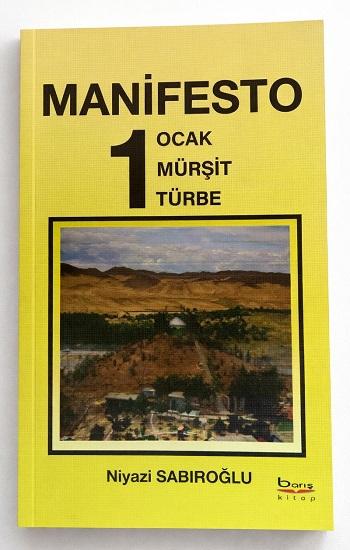 MANİFESTO
1
OCAK
MÜRŞİT
TÜRBE
Niyazi SABIROĞLU
barış
kitap